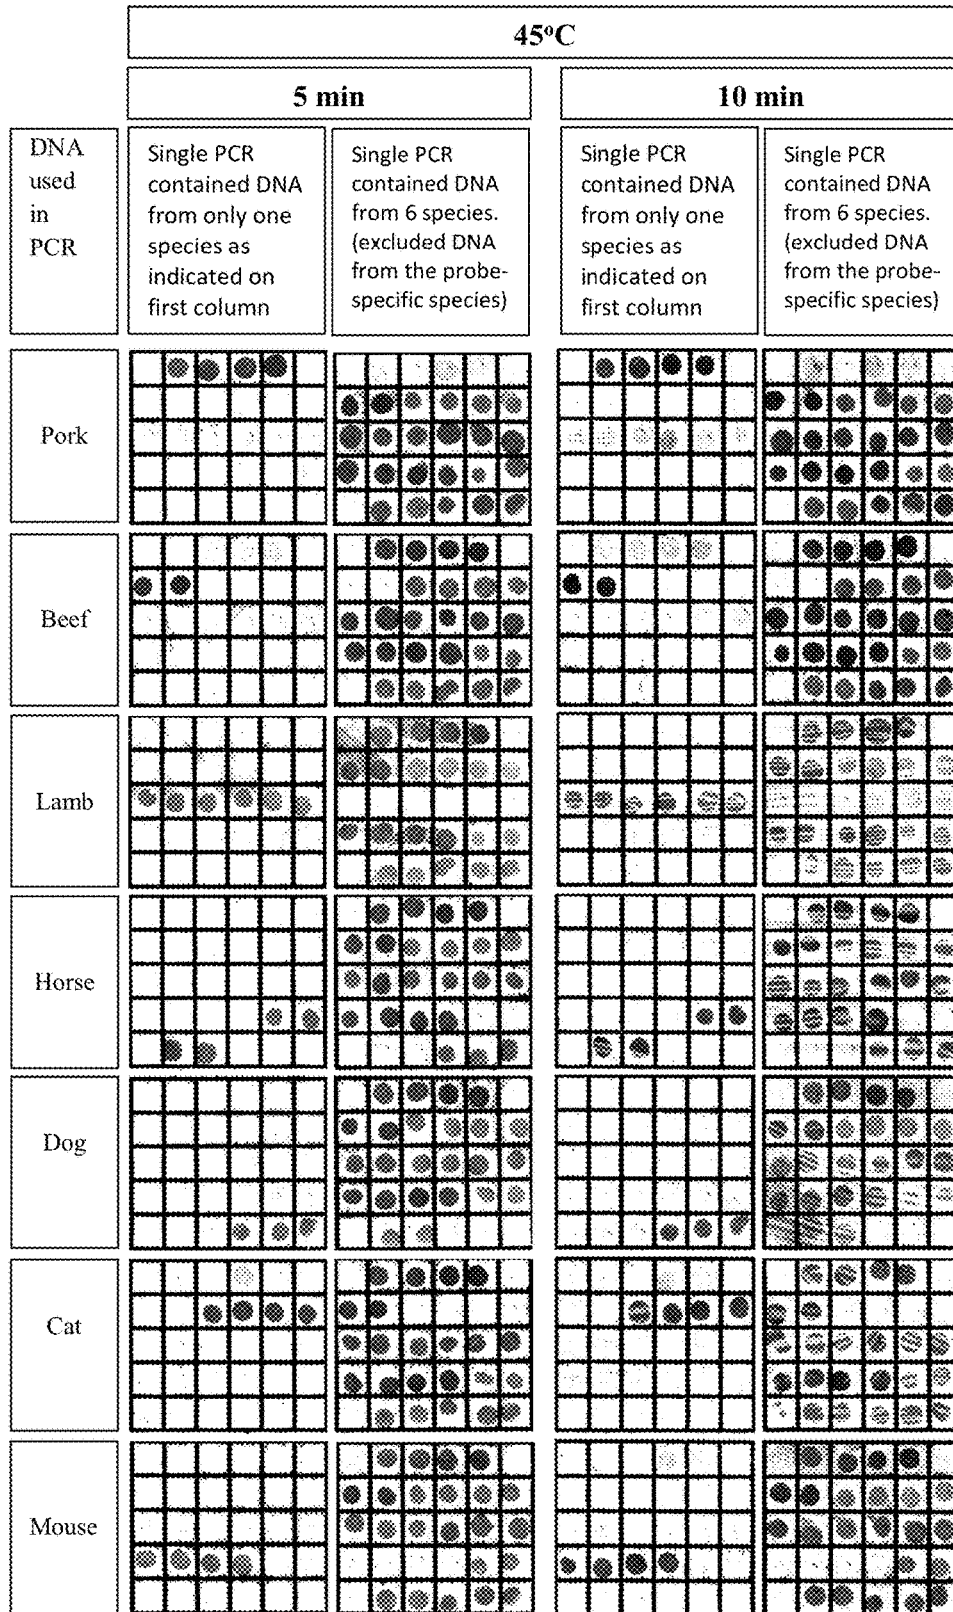 45°C
5 min
10 min
DNA
used
in
PCR
Single PCR
contained DNA
from only one
species as
indicated on
first column
Single PCR
contained DNA
from 6 species.
(excluded DNA
from the probe-
specific species)
Single PCR
contained DNA
from only one
species as
indicated on
first column
Single PCR
contained DNA
from 6 species.
(excluded DNA
from the probe-
specific species)
Pork
Beef
Lamb
Horse
Dog
Cat
Mouse